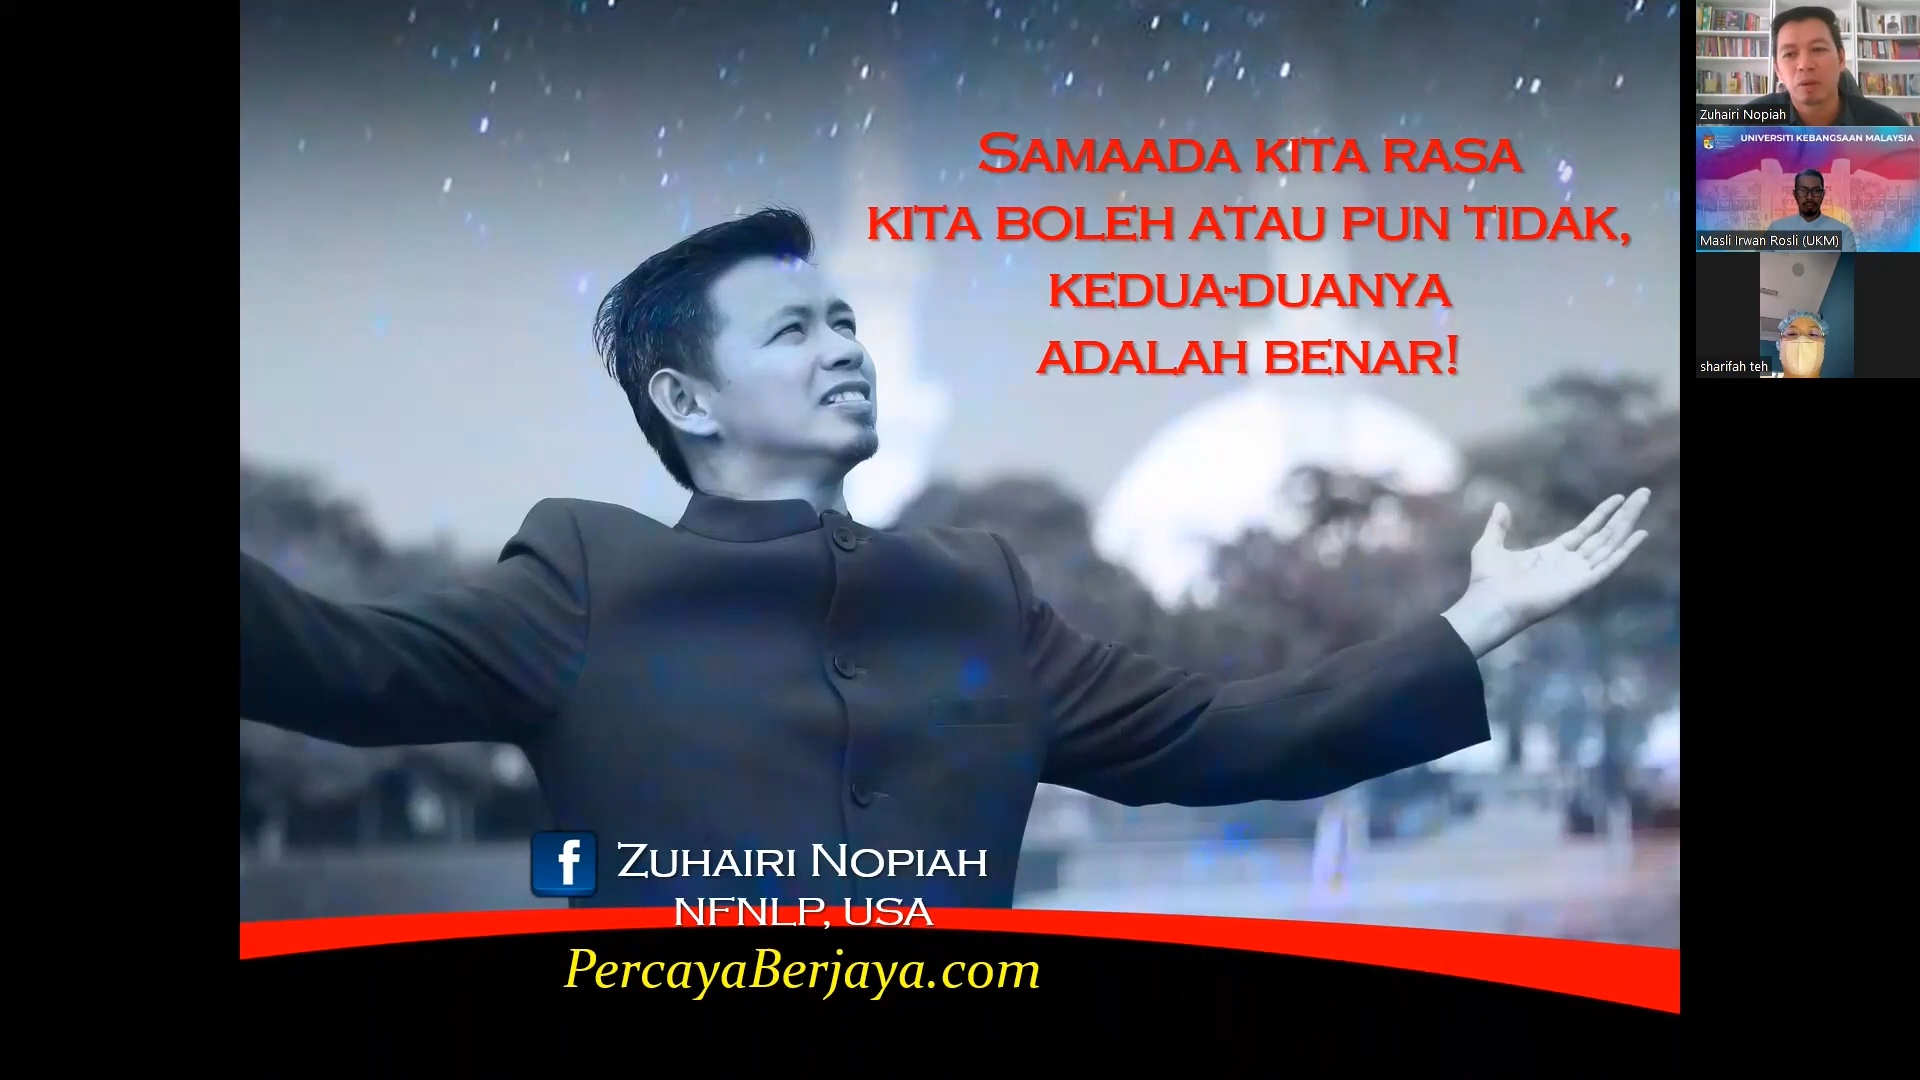 SAMAADA KITA RASA
KITA BOLEH ATAU PUN TIDAK,
KEDUA-DUANYA
ADALAH BENAR!
f ZUHAIRI NOPIAH
NFNLP, USA
PercayaBerjaya.com
Zuhairi Nopiah
UNIVERSITI KEBANGSAAN MALAYSIA
Masli Irwan Rosli (UKM)
sharifah teh